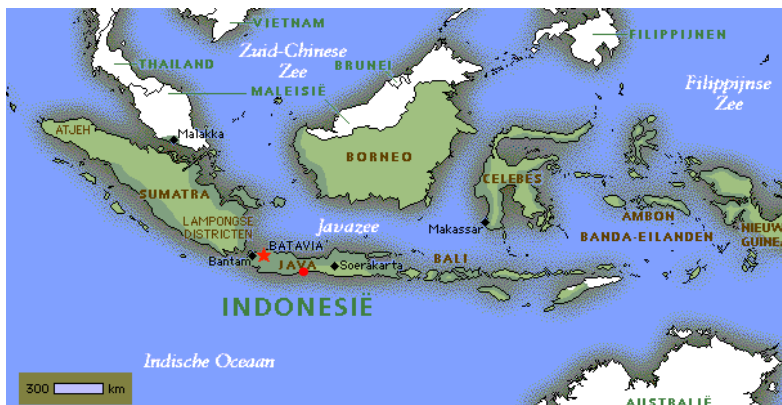 VIETNAM
FILIPPIJNEN
Zuid-Chinese
Zee
THAILAND
BRUNEI
Filippijnse
Zee
MALEISIË
ATJEH
Malakka
BORNEO
CELEBES
SUMATRA
LAMPONGSE
DISTRICTEN
Javazee
Makassar
AMBON
BANDA-EILANDEN
NIEUW
GUINEA
BATAVIA
Bantam
JAVA
Soerakarta
BALI
INDONESIË
Indische Oceaan
300 km
AUSTRALIË